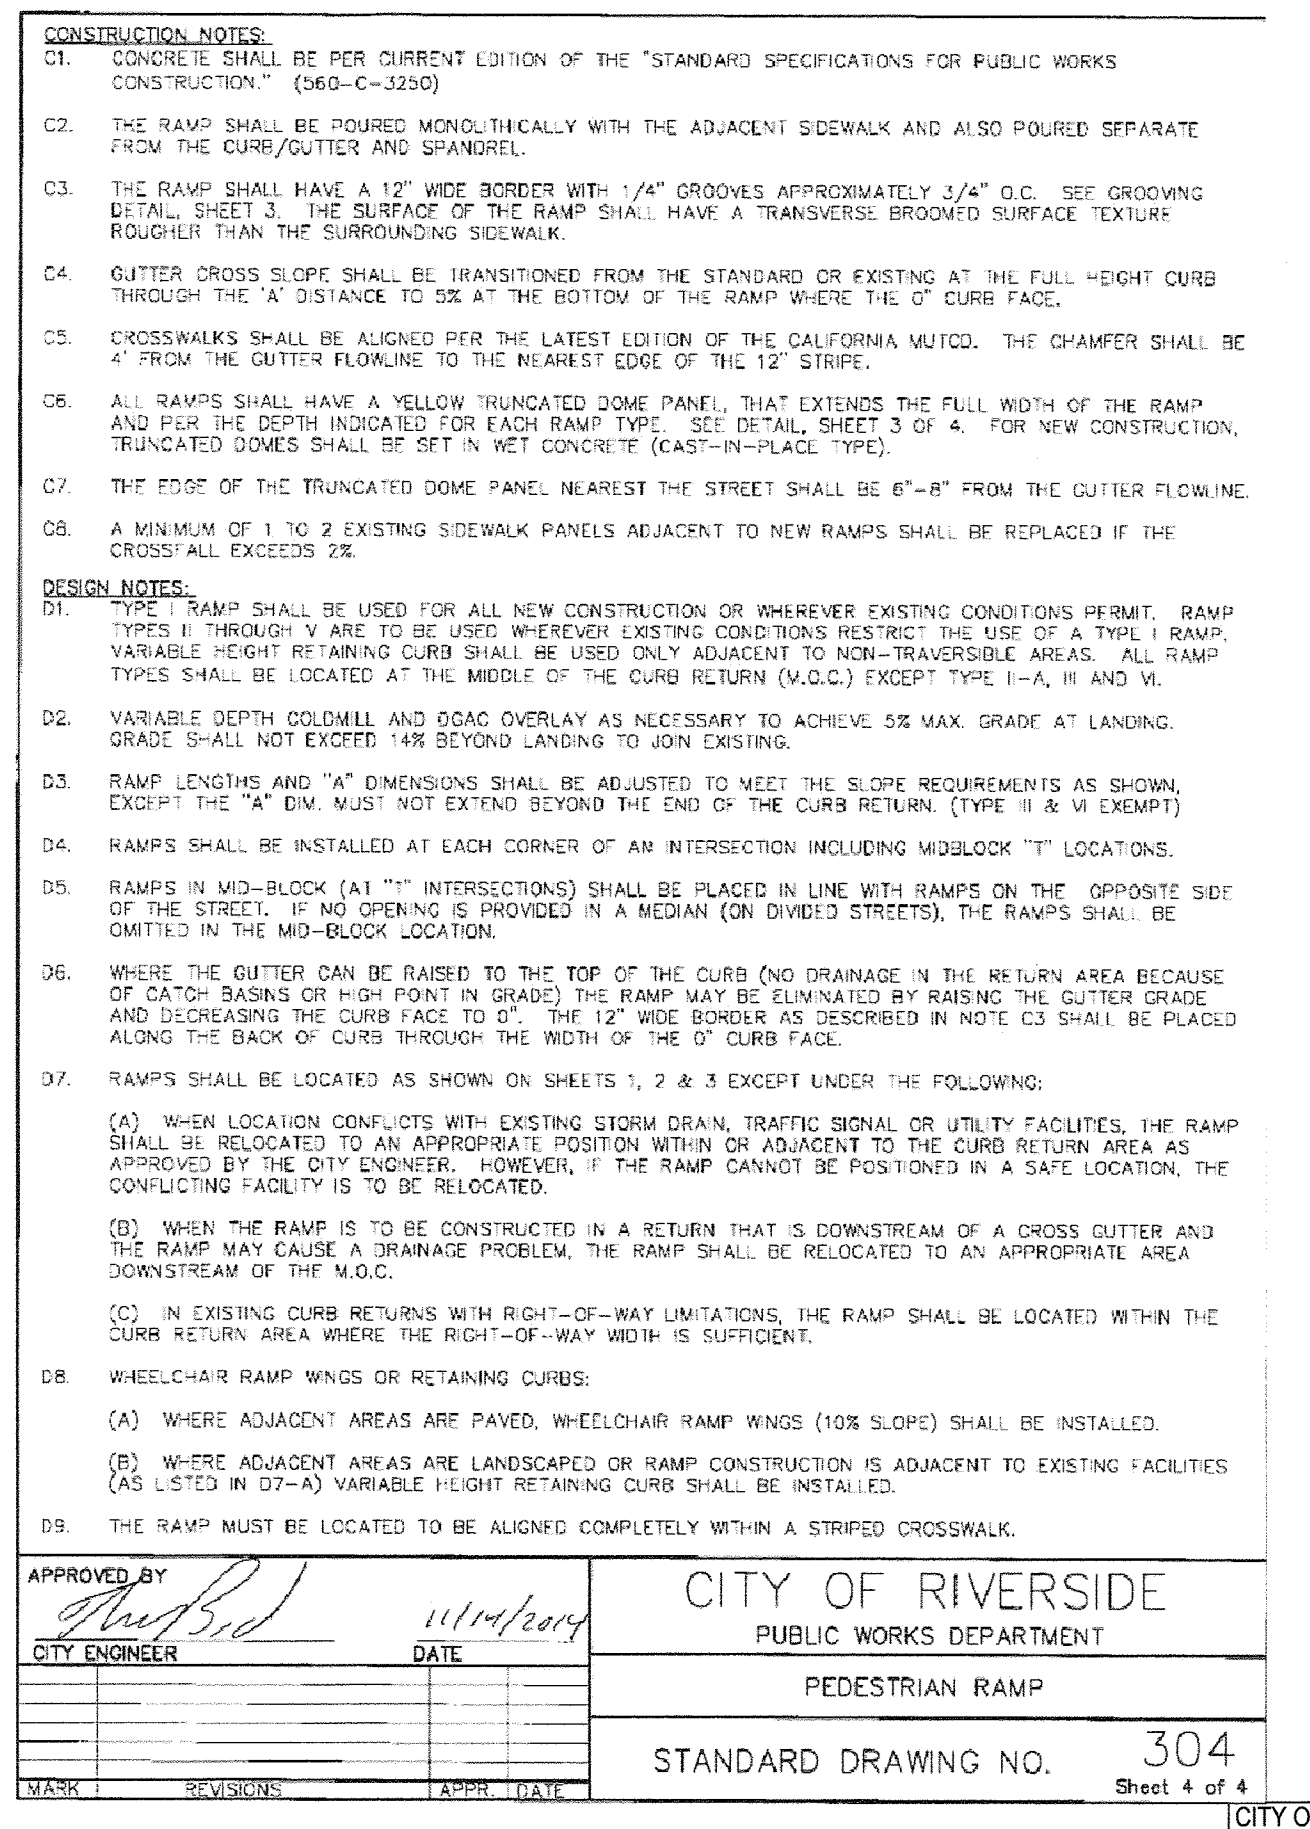 CONSTRUCTION NOTES:
C1. CONCRETE SHALL BE PER CURRENT EDITION OF THE "STANDARD SPECIFICATIONS FOR PUBLIC WORKS
CONSTRUCTION." (560-C-3250)
C2. THE RAMP SHALL BE POURED MONOLITHICALLY WITH THE ADJACENT SIDEWALK AND ALSO POURED SEPARATE
FROM THE CURB/GUTTER AND SPANDREL.
C3. THE RAMP SHALL HAVE A 12" WIDE BORDER WITH 1/4" GROOVES APPROXIMATELY 3/4" O.C. SEE GROOVING
DETAIL, SHEET 3. THE SURFACE OF THE RAMP SHALL HAVE A TRANSVERSE BROOMED SURFACE TEXTURE
ROUGHER THAN THE SURROUNDING SIDEWALK.
C4. GUTTER CROSS SLOPE SHALL BE TRANSITIONED FROM THE STANDARD OR EXISTING AT THE FULL HEIGHT CURB
THROUGH THE 'A' DISTANCE TO 5% AT THE BOTTOM OF THE RAMP WHERE THE 0" CURB FACE.
C5. CROSSWALKS SHALL BE ALIGNED PER THE LATEST EDITION OF THE CALIFORNIA MUTCD. THE CHAMFER SHALL BE
4' FROM THE GUTTER FLOWLINE TO THE NEAREST EDGE OF THE 12" STRIPE.
C6. ALL RAMPS SHALL HAVE A YELLOW TRUNCATED DOME PANEL, THAT EXTENDS THE FULL WIDTH OF THE RAMP
AND PER THE DEPTH INDICATED FOR EACH RAMP TYPE. SEE DETAIL, SHEET 3 OF 4. FOR NEW CONSTRUCTION,
TRUNCATED DOMES SHALL BE SET IN WET CONCRETE (CAST-IN-PLACE TYPE).
C7. THE EDGE OF THE TRUNCATED DOME PANEL NEAREST THE STREET SHALL BE 6"-8" FROM THE GUTTER FLOWLINE.
C8. A MINIMUM OF 1 TO 2 EXISTING SIDEWALK PANELS ADJACENT TO NEW RAMPS SHALL BE REPLACED IF THE
CROSSFALL EXCEEDS 2%.
DESIGN NOTES:
D1. TYPE I RAMP SHALL BE USED FOR ALL NEW CONSTRUCTION OR WHEREVER EXISTING CONDITIONS PERMIT. RAMP
TYPES II THROUGH V ARE TO BE USED WHEREVER EXISTING CONDITIONS RESTRICT THE USE OF A TYPE I RAMP.
VARIABLE HEIGHT RETAINING CURB SHALL BE USED ONLY ADJACENT TO NON-TRAVERSIBLE AREAS. ALL RAMP
TYPES SHALL BE LOCATED AT THE MIDDLE OF THE CURB RETURN (M.O.C.) EXCEPT TYPE II-A, III AND VI.
D2. VARIABLE DEPTH COLDMILL AND OGAC OVERLAY AS NECESSARY TO ACHIEVE 5% MAX. GRADE AT LANDING.
GRADE SHALL NOT EXCEED 14% BEYOND LANDING TO JOIN EXISTING.
D3. RAMP LENGTHS AND "A" DIMENSIONS SHALL BE ADJUSTED TO MEET THE SLOPE REQUIREMENTS AS SHOWN,
EXCEPT THE "A" DIM. MUST NOT EXTEND BEYOND THE END OF THE CURB RETURN. (TYPE III & VI EXEMPT)
D4. RAMPS SHALL BE INSTALLED AT EACH CORNER OF AN INTERSECTION INCLUDING MIDBLOCK "T" LOCATIONS.
D5. RAMPS IN MID-BLOCK (AT "T" INTERSECTIONS) SHALL BE PLACED IN LINE WITH RAMPS ON THE OPPOSITE SIDE
OF THE STREET. IF NO OPENING IS PROVIDED IN A MEDIAN (ON DIVIDED STREETS), THE RAMPS SHALL BE
OMITTED IN THE MID-BLOCK LOCATION.
D6. WHERE THE GUTTER CAN BE RAISED TO THE TOP OF THE CURB (NO DRAINAGE IN THE RETURN AREA BECAUSE
OF CATCH BASINS OR HIGH POINT IN GRADE) THE RAMP MAY BE ELIMINATED BY RAISING THE GUTTER GRADE
AND DECREASING THE CURB FACE TO 0". THE 12" WIDE BORDER AS DESCRIBED IN NOTE C3 SHALL BE PLACED
ALONG THE BACK OF CURB THROUGH THE WIDTH OF THE 0" CURB FACE.
D7. RAMPS SHALL BE LOCATED AS SHOWN ON SHEETS 1, 2 & 3 EXCEPT UNDER THE FOLLOWING:
(A) WHEN LOCATION CONFLICTS WITH EXISTING STORM DRAIN, TRAFFIC SIGNAL OR UTILITY FACILITIES, THE RAMP
SHALL BE RELOCATED TO AN APPROPRIATE POSITION WITHIN OR ADJACENT TO THE CURB RETURN AREA AS
APPROVED BY THE CITY ENGINEER. HOWEVER, IF THE RAMP CANNOT BE POSITIONED IN A SAFE LOCATION, THE
CONFLICTING FACILITY IS TO BE RELOCATED.
(B) WHEN THE RAMP IS TO BE CONSTRUCTED IN A RETURN THAT IS DOWNSTREAM OF A CROSS GUTTER AND
THE RAMP MAY CAUSE A DRAINAGE PROBLEM, THE RAMP SHALL BE RELOCATED TO AN APPROPRIATE AREA
DOWNSTREAM OF THE M.O.C.
(C) IN EXISTING CURB RETURNS WITH RIGHT-OF-WAY LIMITATIONS, THE RAMP SHALL BE LOCATED WITHIN THE
CURB RETURN AREA WHERE THE RIGHT-OF-WAY WIDTH IS SUFFICIENT.
D8. WHEELCHAIR RAMP WINGS OR RETAINING CURBS:
(A) WHERE ADJACENT AREAS ARE PAVED, WHEELCHAIR RAMP WINGS (10% SLOPE) SHALL BE INSTALLED.
(B) WHERE ADJACENT AREAS ARE LANDSCAPED OR RAMP CONSTRUCTION IS ADJACENT TO EXISTING FACILITIES
(AS LISTED IN D7-A) VARIABLE HEIGHT RETAINING CURB SHALL BE INSTALLED.
D9. THE RAMP MUST BE LOCATED TO BE ALIGNED COMPLETELY WITHIN A STRIPED CROSSWALK.
APPROVED BY
11/14/2014
CITY ENGINEER DATE
MARK REVISIONS APPR. DATE
CITY OF RIVERSIDE
PUBLIC WORKS DEPARTMENT
PEDESTRIAN RAMP
STANDARD DRAWING NO. 304
Sheet 4 of 4
CITY O